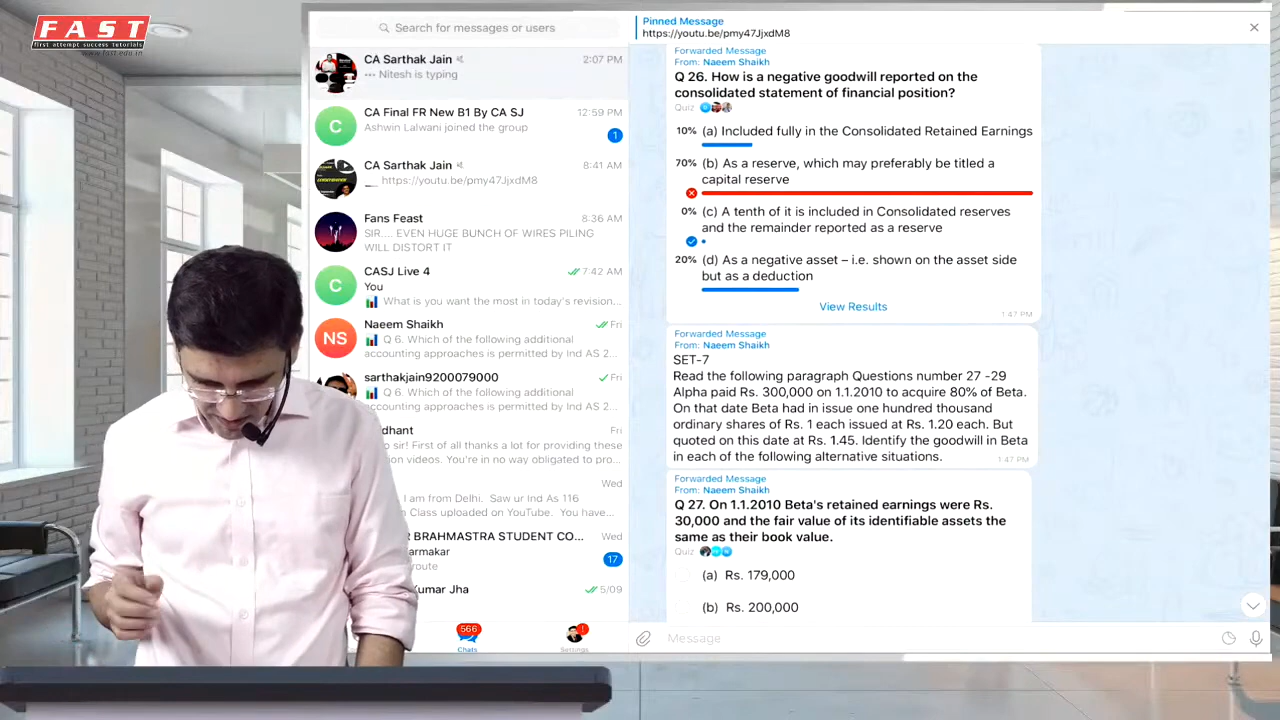 FAST
first attempt success tutorials
www.fast.edu.in
Search for messages or users
CA Sarthak Jain
2:07 PM
Nitesh is typing
C
CA Final FR New B1 By CA SJ
12:59 PM
Ashwin Lalwani joined the group
1
CA Sarthak Jain
8:41 AM
https://youtu.be/pmy47JjxdM8
Fans Feast
8:36 AM
SIR.... EVEN HUGE BUNCH OF WIRES PILING
WILL DISTORT IT
C
CASJ Live 4
7:42 AM
You
What is you want the most in today's revision,...
NS
Naeem Shaikh
Fri
Q 6. Which of the following additional
accounting approaches is permitted by Ind AS 2...
sarthakjain9200079000
Fri
Q 6. Which of the following additional
accounting approaches is permitted by Ind AS 2...
dhant
Fri
o sir! First of all thanks a lot for providing these
on videos. You're in no way obligated to pro...
Wed
I am from Delhi. Saw ur Ind As 116
n Class uploaded on YouTube. You have...
R BRAHMASTRA STUDENT CO...
Wed
armakar
route
17
Kumar Jha
5/09
566
Chats
!
Settings
Pinned Message
https://youtu.be/pmy47JjxdM8
Forwarded Message
From: Naeem Shaikh
Q 26. How is a negative goodwill reported on the
consolidated statement of financial position?
Quiz
10% (a) Included fully in the Consolidated Retained Earnings
70% (b) As a reserve, which may preferably be titled a
capital reserve
0% (c) A tenth of it is included in Consolidated reserves
and the remainder reported as a reserve
20% (d) As a negative asset – i.e. shown on the asset side
but as a deduction
View Results
1:47 PM
Forwarded Message
From: Naeem Shaikh
SET-7
Read the following paragraph Questions number 27 -29
Alpha paid Rs. 300,000 on 1.1.2010 to acquire 80% of Beta.
On that date Beta had in issue one hundred thousand
ordinary shares of Rs. 1 each issued at Rs. 1.20 each. But
quoted on this date at Rs. 1.45. Identify the goodwill in Beta
in each of the following alternative situations.
1:47 PM
Forwarded Message
From: Naeem Shaikh
Q 27. On 1.1.2010 Beta's retained earnings were Rs.
30,000 and the fair value of its identifiable assets the
same as their book value.
Quiz
(a) Rs. 179,000
(b) Rs. 200,000
Message